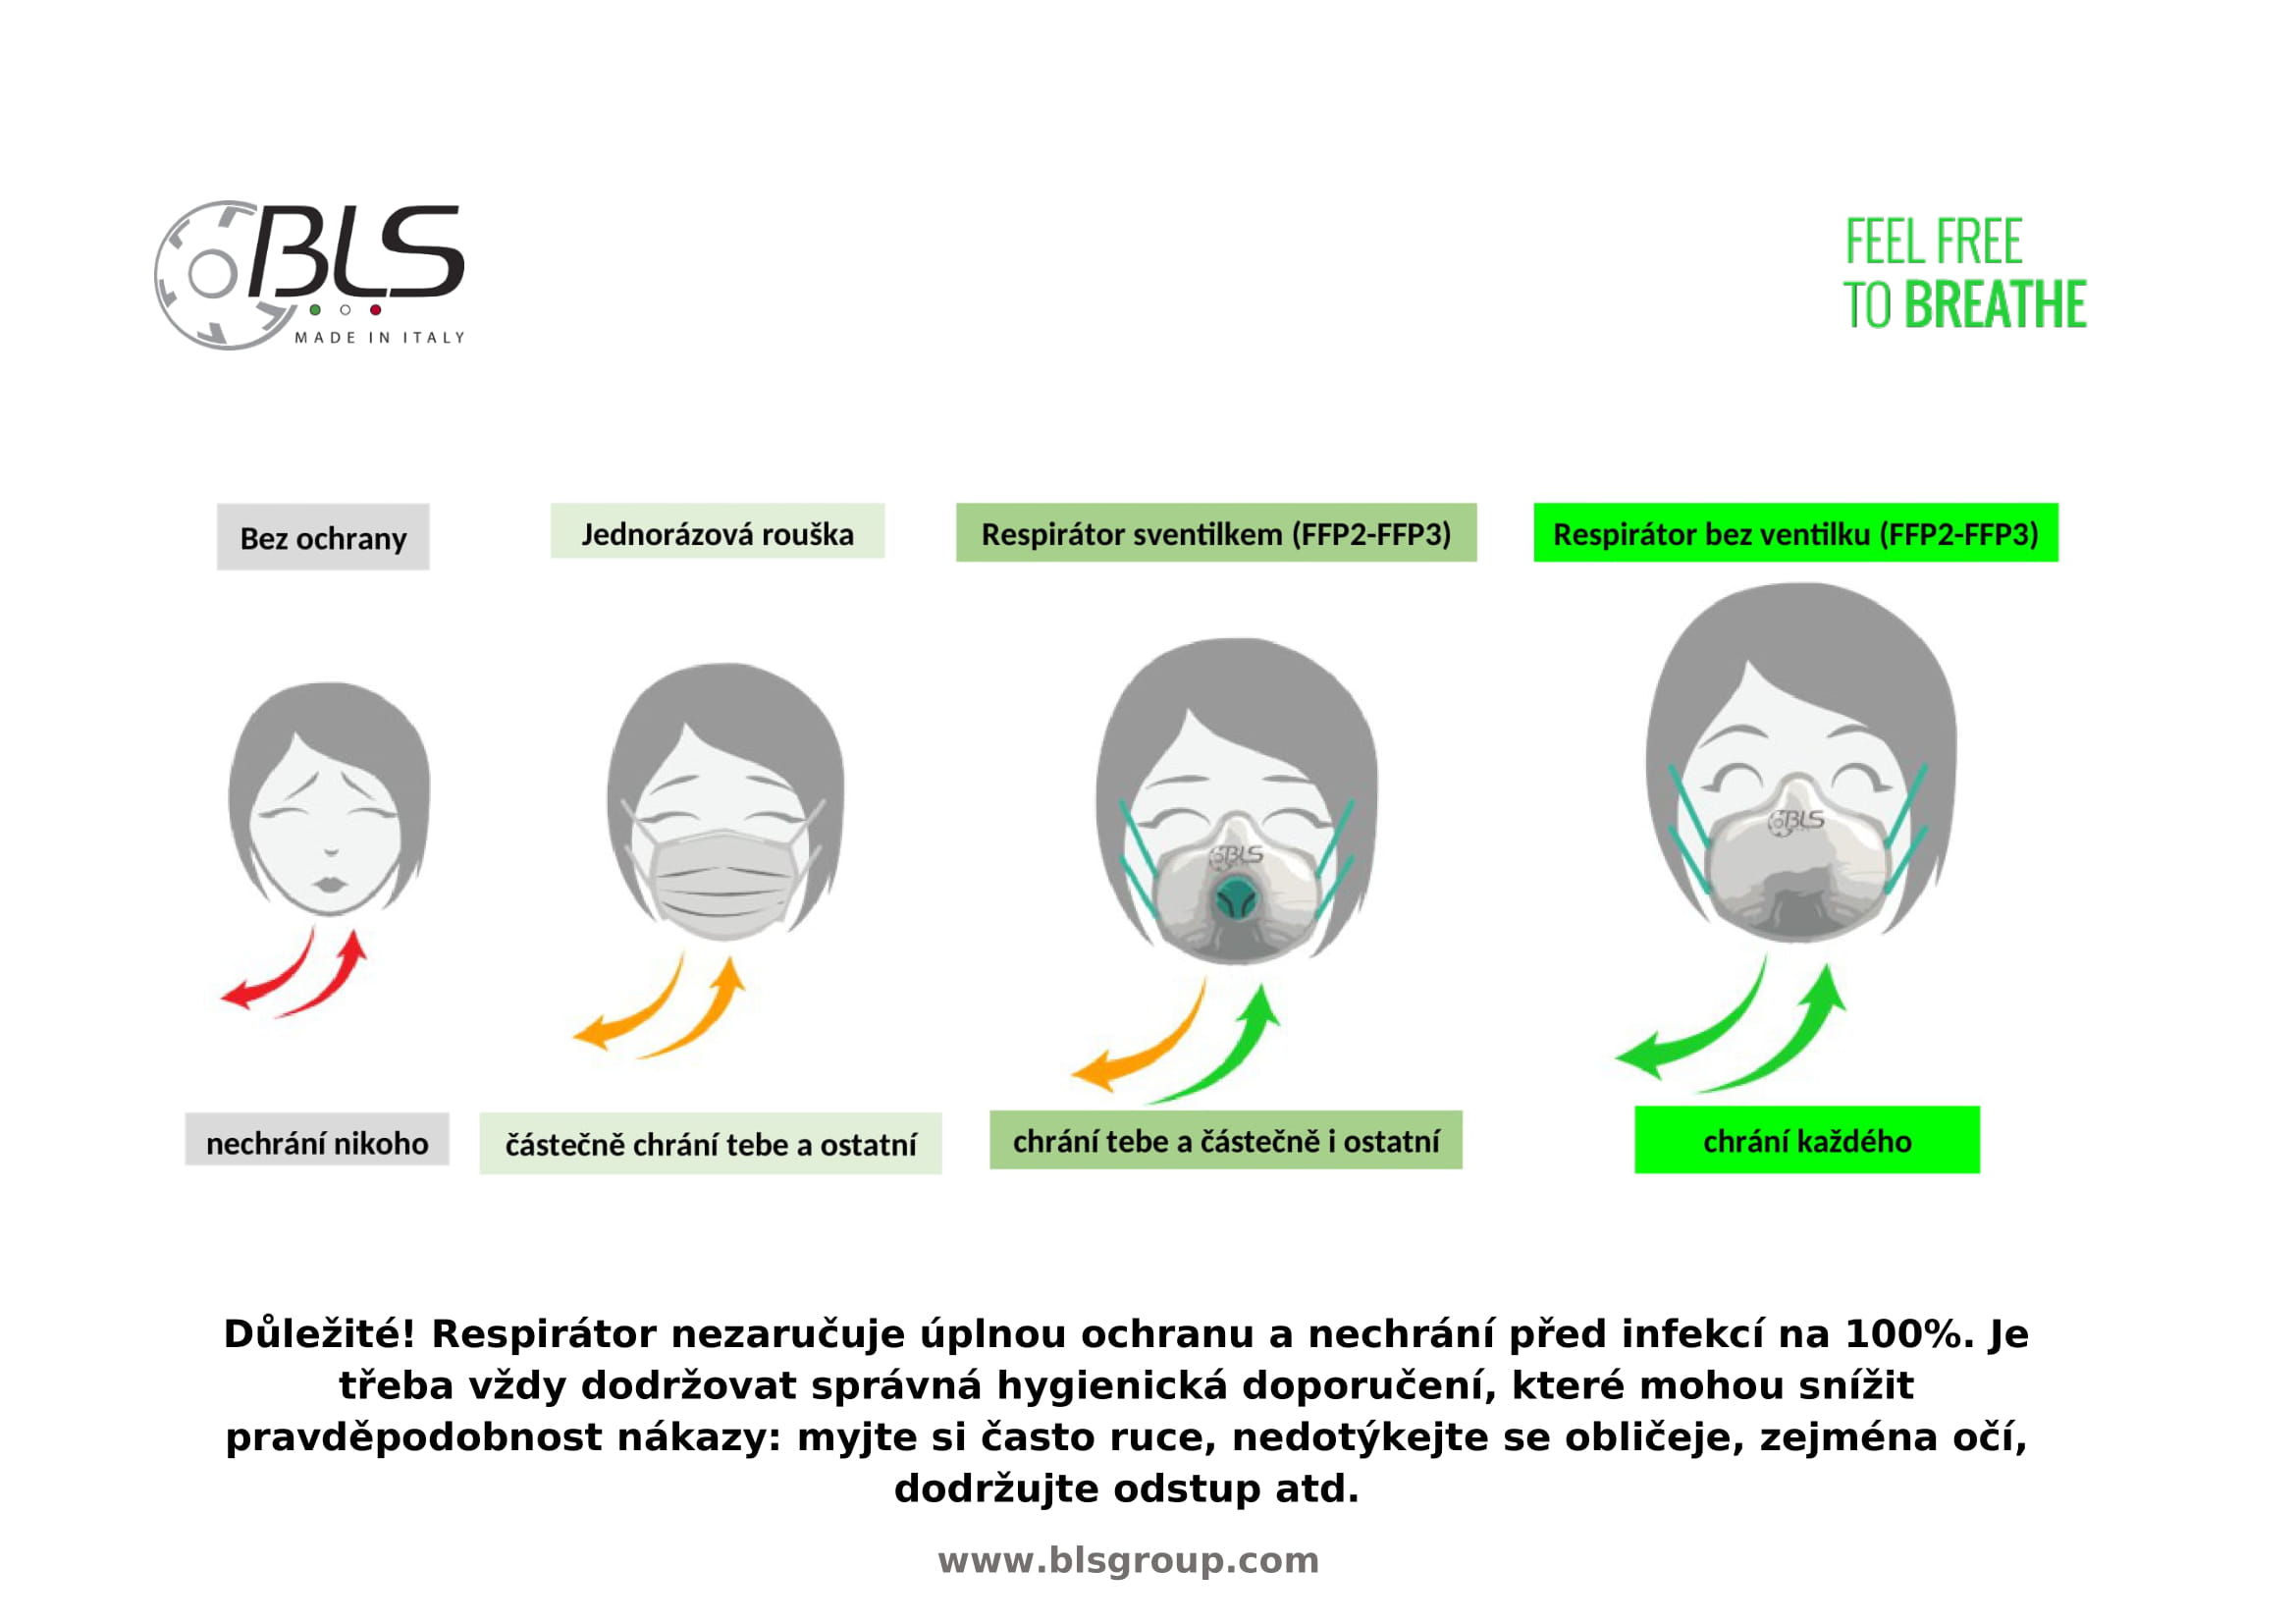 BLS
MADE IN ITALY
FEEL FREE
TO BREATHE
Bez ochrany
Jednorázová rouška
Respirátor sventilkem (FFP2-FFP3)
Respirátor bez ventilku (FFP2-FFP3)
BLS
BLS
nechrání nikoho
částečně chrání tebe a ostatní
chrání tebe a částečně i ostatní
chrání každého
Důležité! Respirátor nezaručuje úplnou ochranu a nechrání před infekcí na 100%. Je
třeba vždy dodržovat správná hygienická doporučení, které mohou snížit
pravděpodobnost nákazy: myjte si často ruce, nedotýkejte se obličeje, zejména očí,
dodržujte odstup atd.
www.blsgroup.com